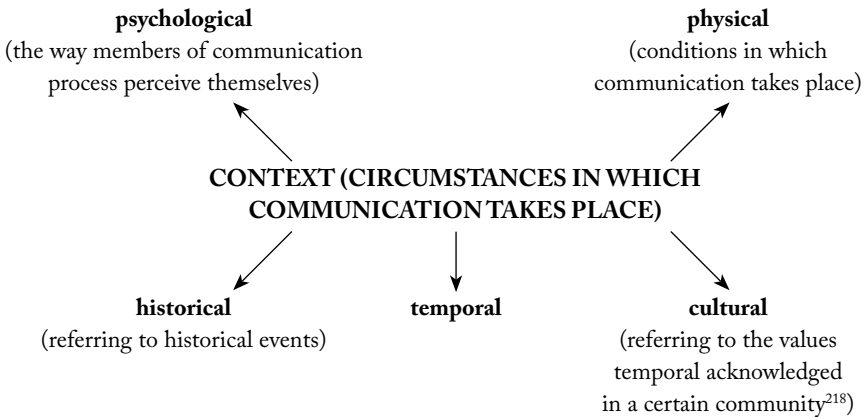 psychological
(the way members of communication
process perceive themselves)
physical
(conditions in which
communication takes place)
CONTEXT (CIRCUMSTANCES IN WHICH
COMMUNICATION TAKES PLACE)
historical
(referring to historical events)
temporal
cultural
(referring to the values
temporal acknowledged
in a certain community²¹⁸)